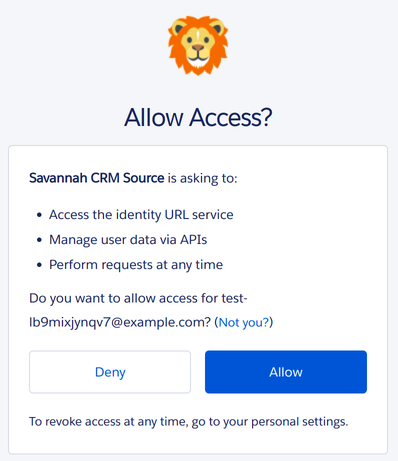 Allow Access?
Savannah CRM Source is asking to:
• Access the identity URL service
• Manage user data via APIs
• Perform requests at any time
Do you want to allow access for test-
lb9mixjynqv7@example.com? (Not you?)
Deny
Allow
To revoke access at any time, go to your personal settings.